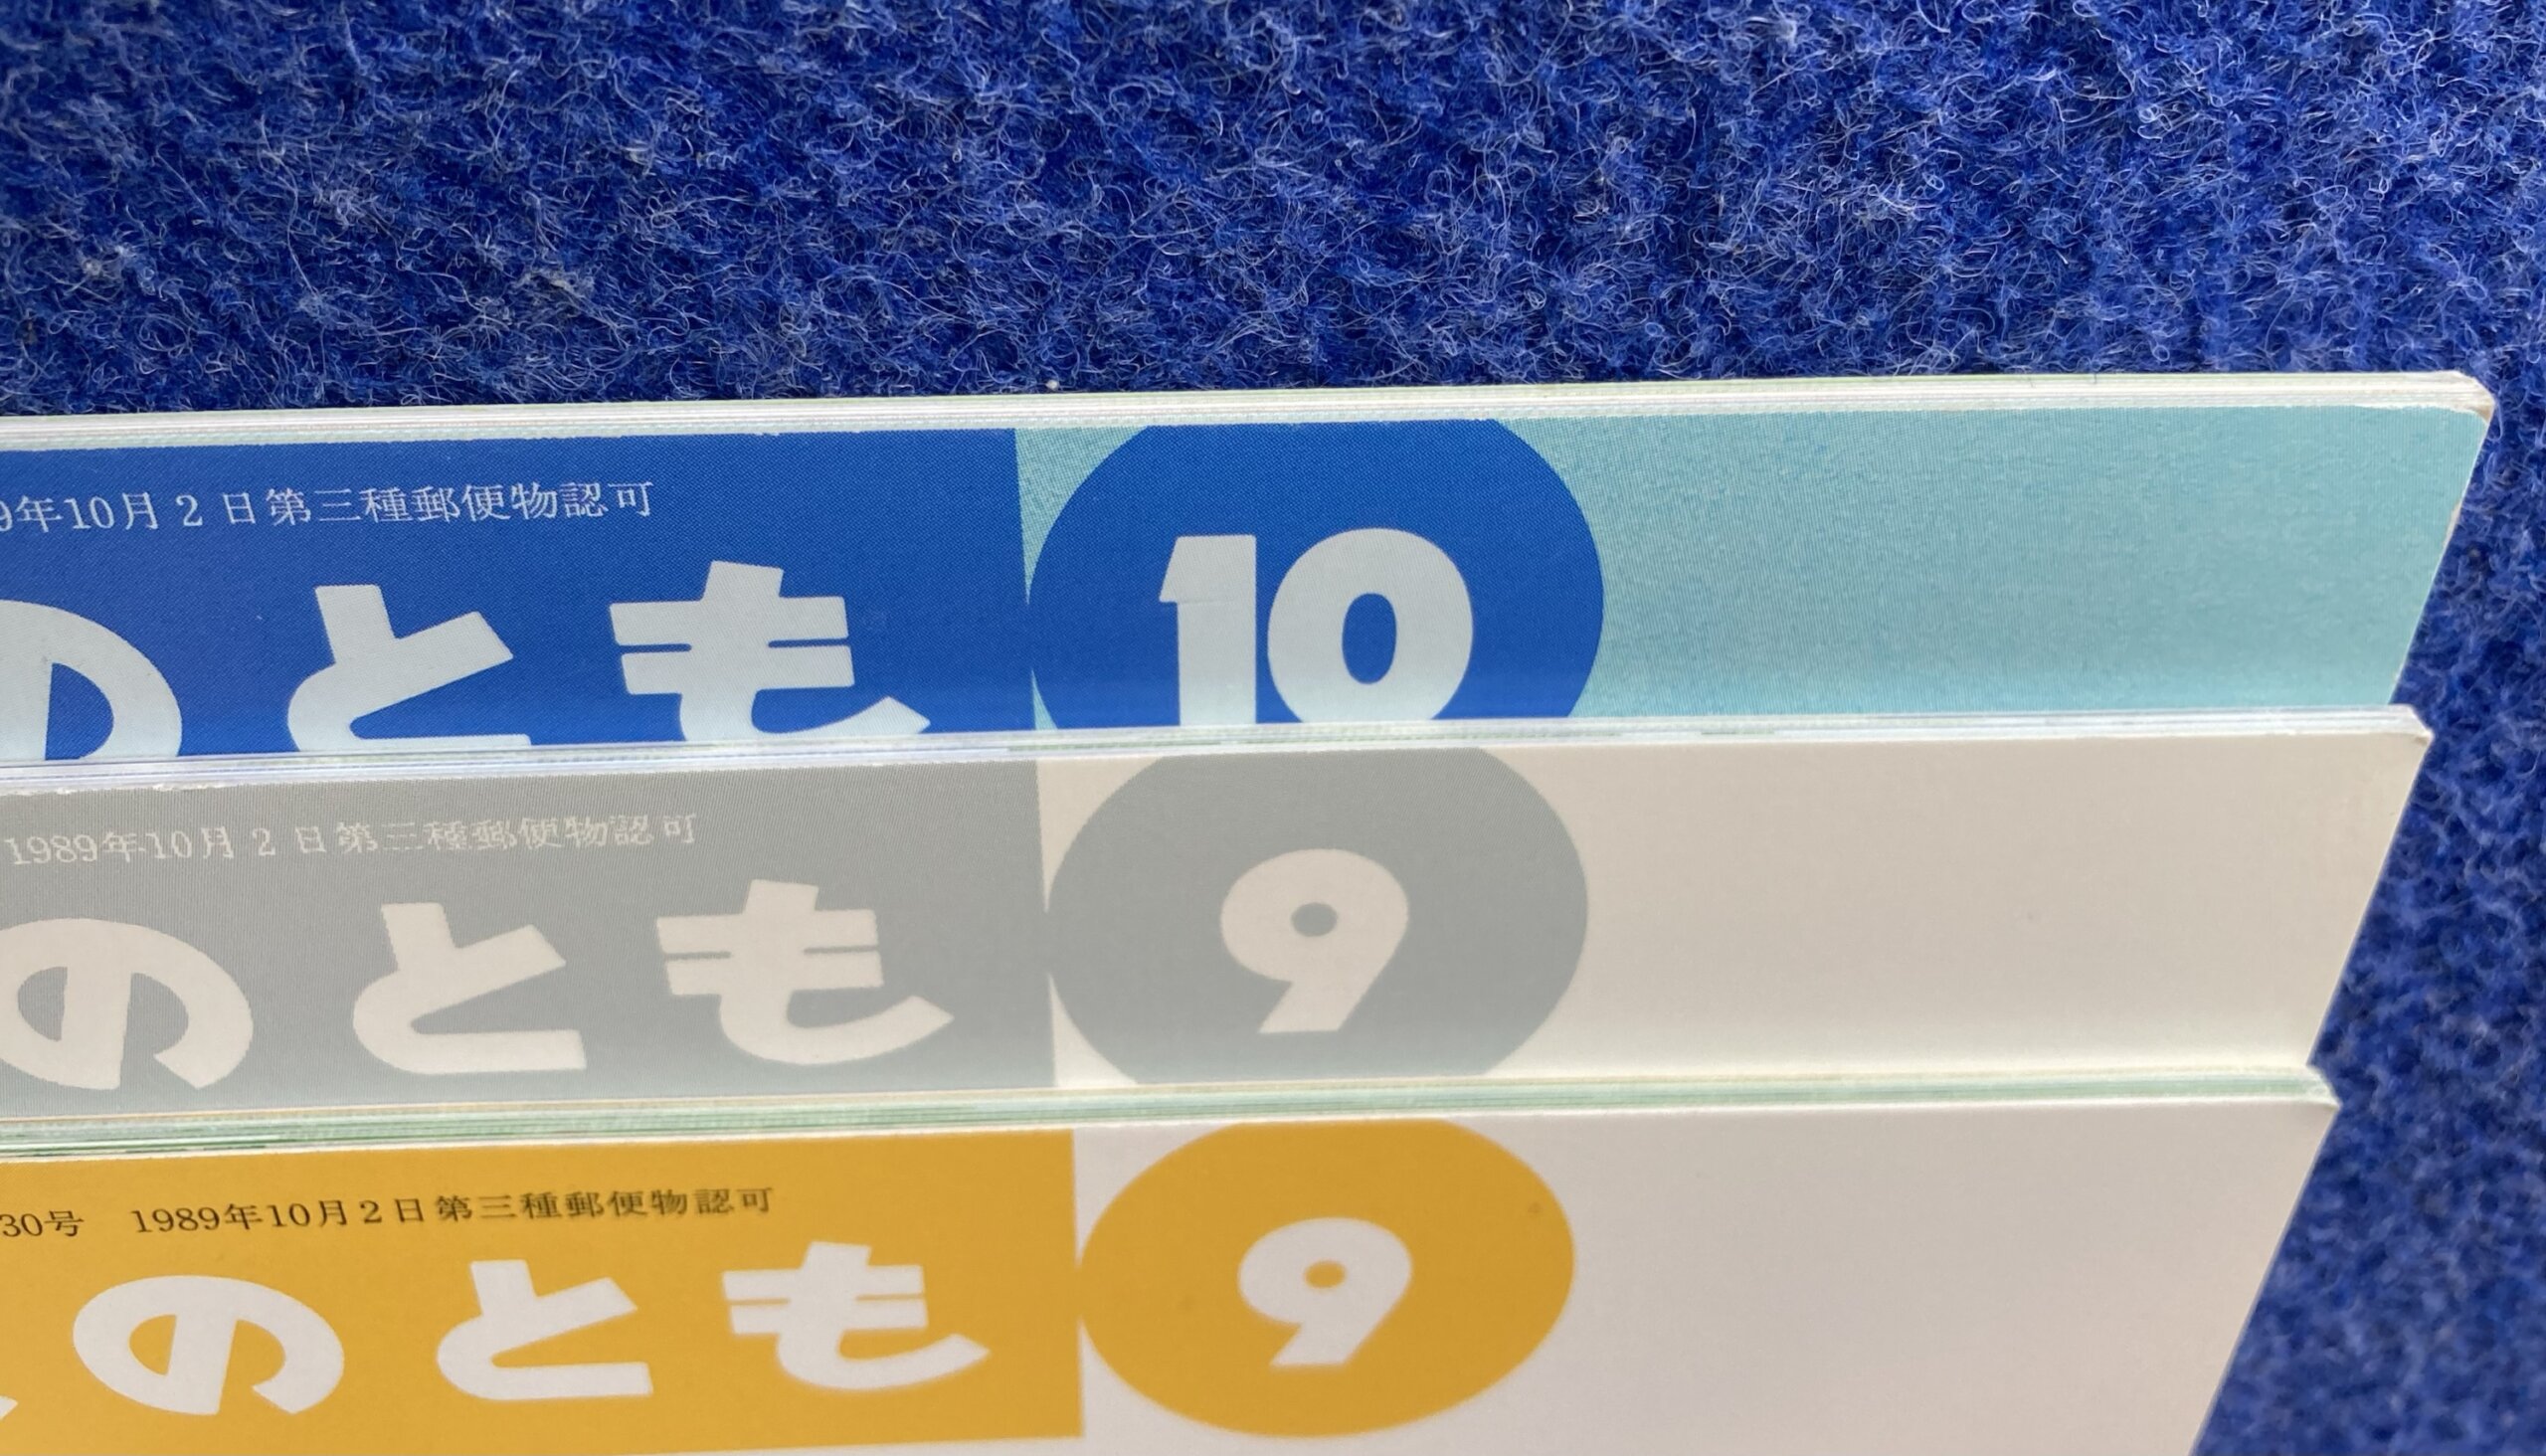 9年10月2日第三種郵便物認可
のとも 10
1989年10月2日第三種郵便物認可
のとも 9
30号 1989年10月2日第三種郵便物認可
のとも 9